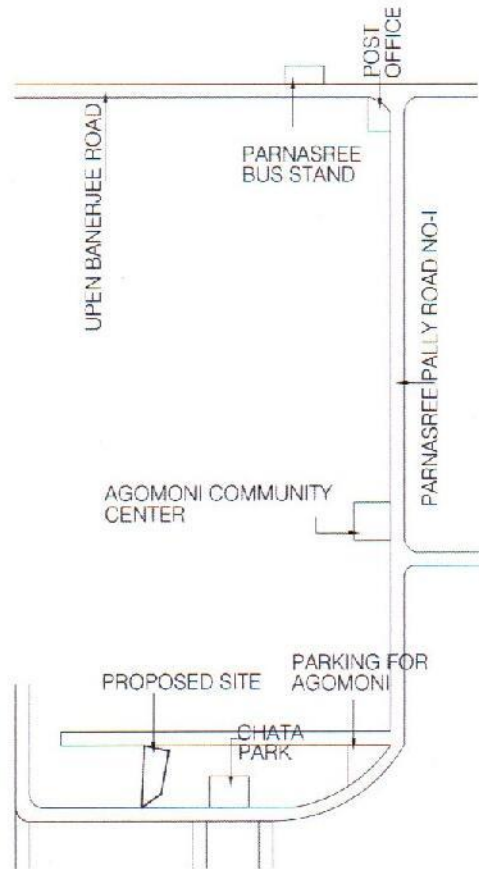 POST
OFFICE
PARNASREE
BUS STAND
UPEN BANERJEE ROAD
PARNASREE PALLY ROAD NO-I
AGOMONI COMMUNITY
CENTER
PROPOSED SITE
PARKING FOR
AGOMONI
CHATA
PARK